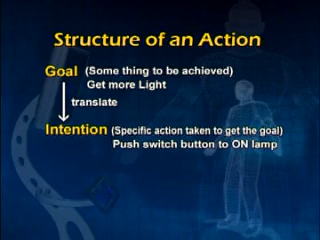 Structure of an Action
Goal (Some thing to be achieved)
Get more Light
translate
Intention (Specific action taken to get the goal)
Push switch button to ON lamp